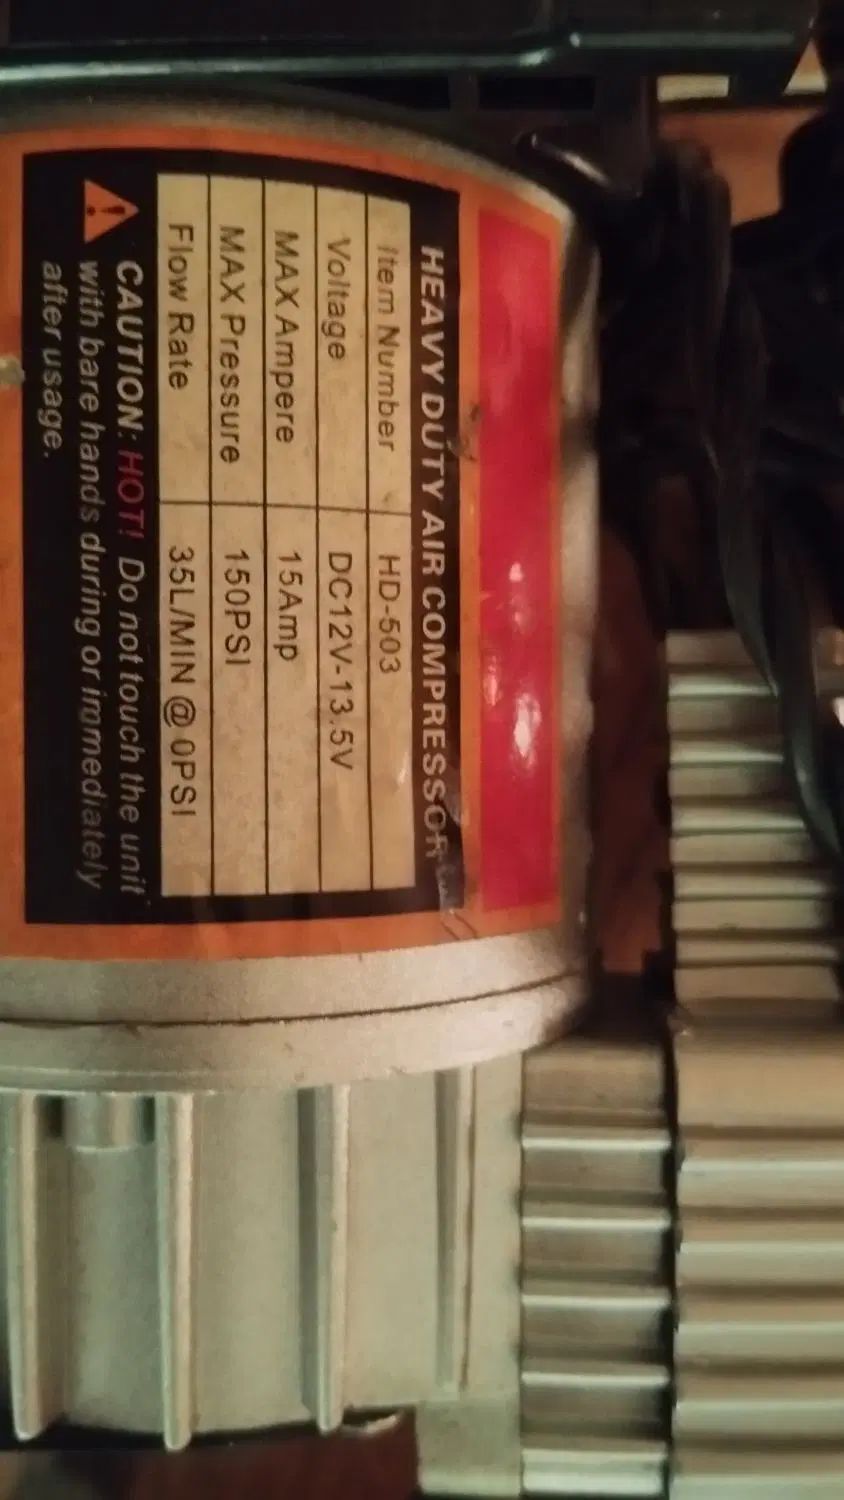 HEAVY DUTY AIR COMPRESSOR
Item Number HD-503
Voltage DC12V-13.5V
MAX Ampere 15Amp
MAX Pressure 150PSI
Flow Rate 35L/MIN @ 0PSI
CAUTION: HOT! Do not touch the unit
with bare hands during or immediately
after usage.